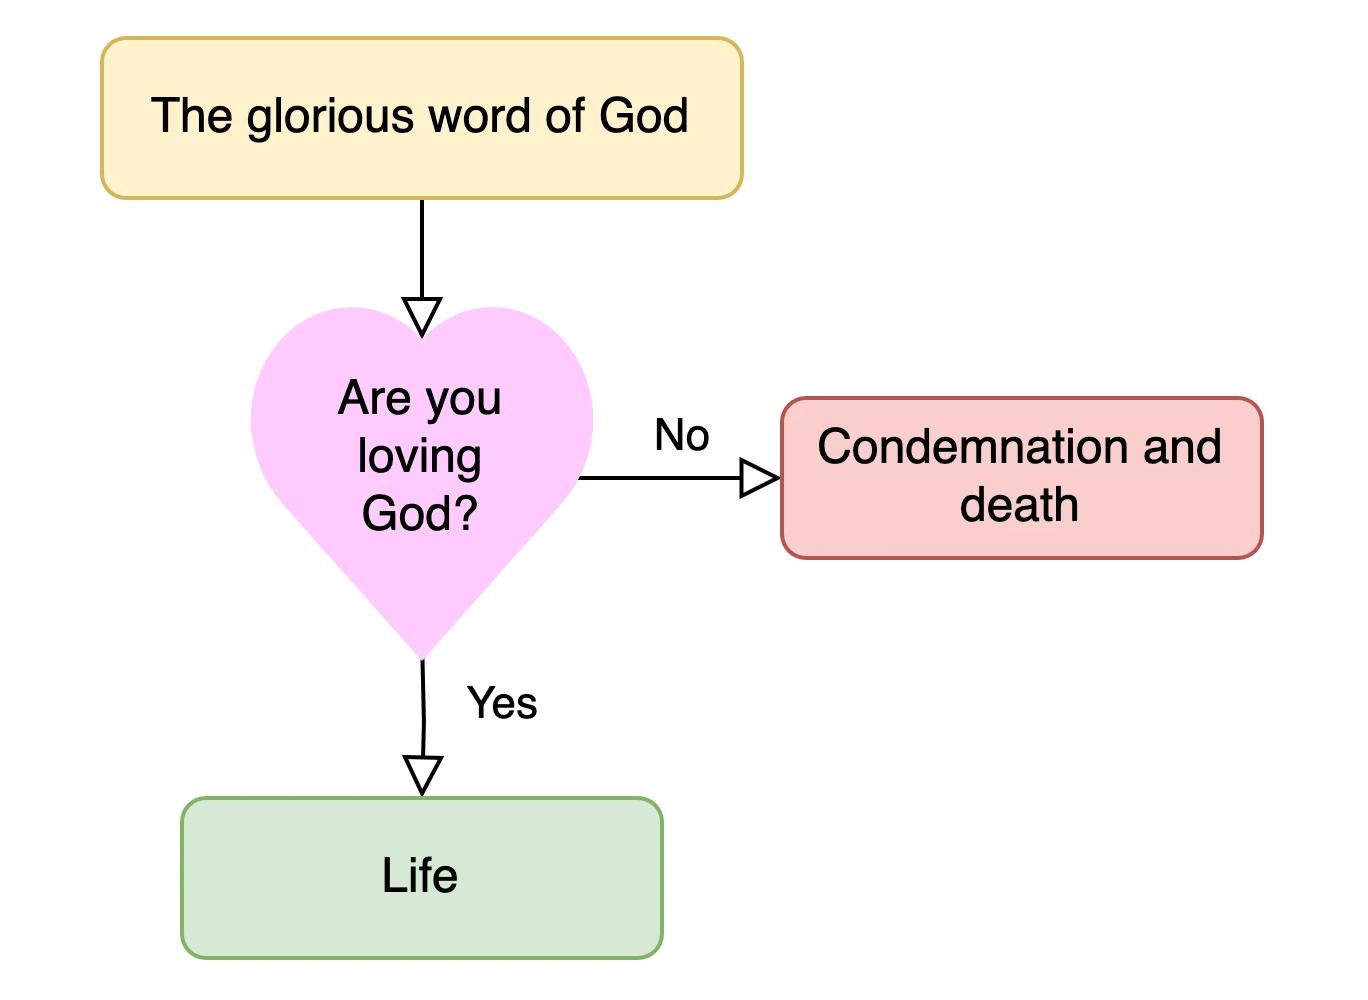 The glorious word of God
Are you
loving
God?
No
Condemnation and
death
Yes
Life